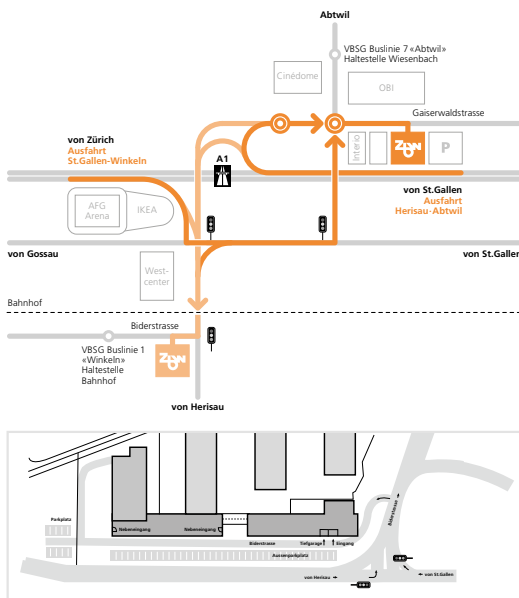 Abtwil
VBSG Buslinie 7 «Abtwil»
Haltestelle Wiesenbach
Cinédome
OBI
Gaiserwaldstrasse
Interio
P
von Zürich
Ausfahrt
St.Gallen-Winkeln
A1
von St.Gallen
Ausfahrt
Herisau-Abtwil
AFG
Arena
IKEA
von Gossau
von St.Gallen
West-
center
Bahnhof
Biderstrasse
VBSG Buslinie 1
«Winkeln»
Haltestelle
Bahnhof
von Herisau
Parkplatz
Nebeneingang
Nebeneingang
Biderstrasse
Biderstrasse
Tiefgarage
Eingang
Aussenparkplatz
von Herisau
von St.Gallen